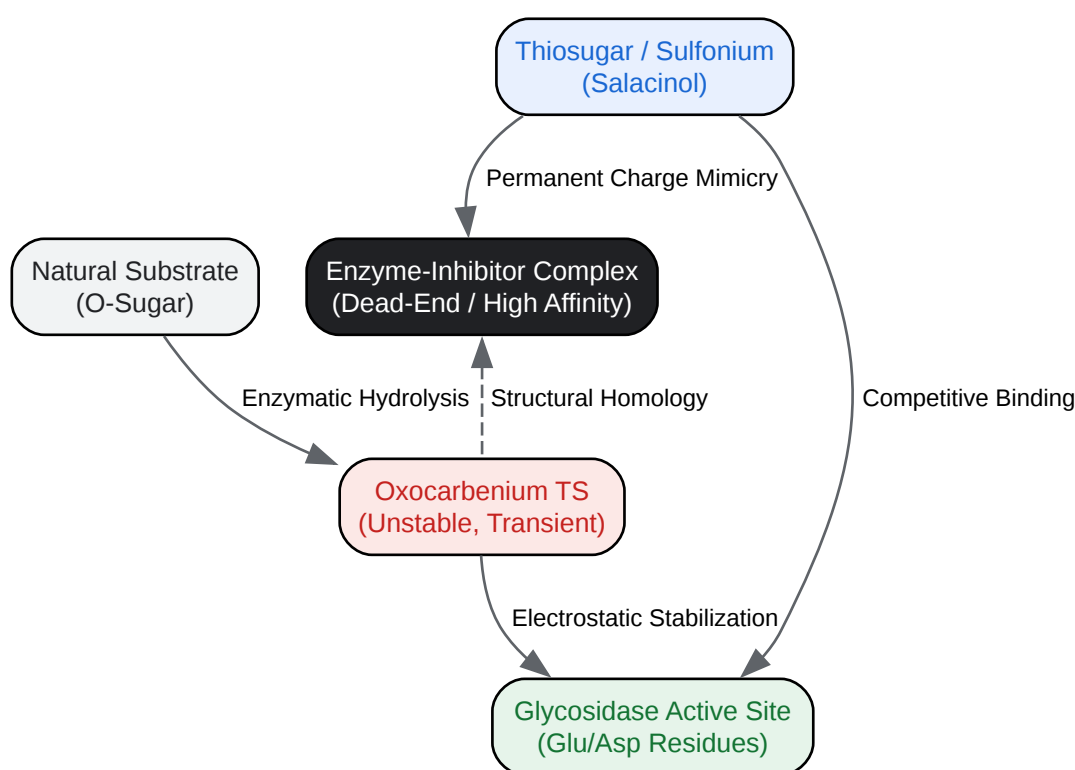 Thiosugar / Sulfonium
(Salacinol)
Permanent Charge Mimicry
Natural Substrate
(O-Sugar)
Enzyme-Inhibitor Complex
(Dead-End / High Affinity)
Enzymatic Hydrolysis
Structural Homology
Competitive Binding
Oxocarbenium TS
(Unstable, Transient)
Electrostatic Stabilization
Glycosidase Active Site
(Glu/Asp Residues)